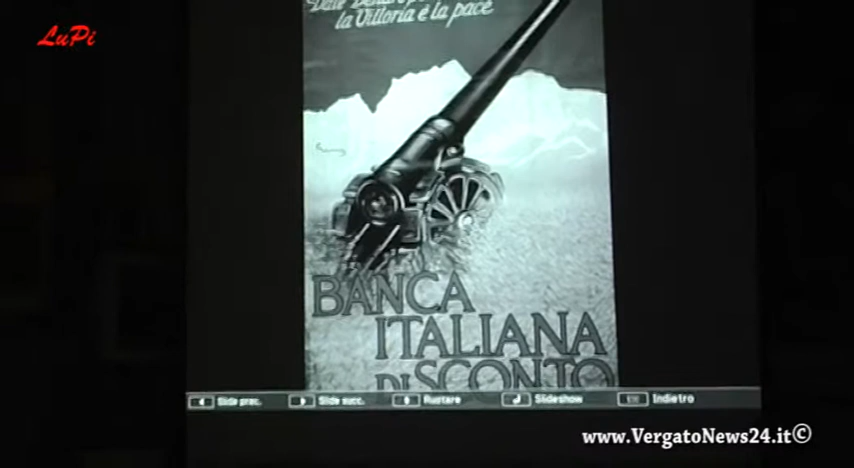 LuPi
la Vittoria è la pace
BANCA
ITALIANA
DI SCONTO
Slide prec.
Slide succ.
Ruotare
Slideshow
Indietro
www.VergatoNews24.it©